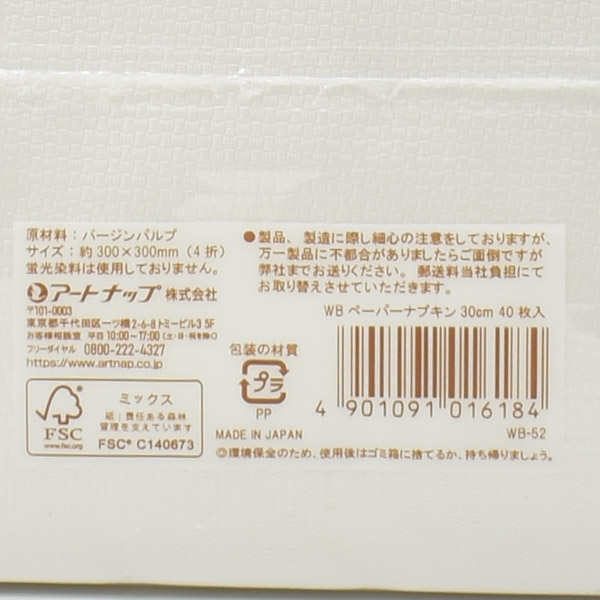 原材料：バージンパルプ
サイズ：約300×300mm（4折）
蛍光染料は使用しておりません。
アートナップ株式会社
〒101-0003
東京都千代田区一ツ橋2-6-8トミービル3 5F
お客様相談室 平日10:00～17:00（土・日・祝を除く）
フリーダイヤル 0800-222-4327
https://www.artnap.co.jp/
FSC
www.fsc.org
ミックス
紙｜責任ある森林
管理を支えています
FSC® C140673
●製品、製造に際し細心の注意をしておりますが、
万一製品に不都合がありましたらご面倒ですが
弊社までお送りください。郵送料当社負担にて
お取り替えさせていただきます。
WB ペーパーナプキン 30cm 40枚入
包装の材質
プラ
PP
MADE IN JAPAN
4 901091 016184
WB-52
◎環境保全のため、使用後はゴミ箱に捨てるか、持ち帰りましょう。